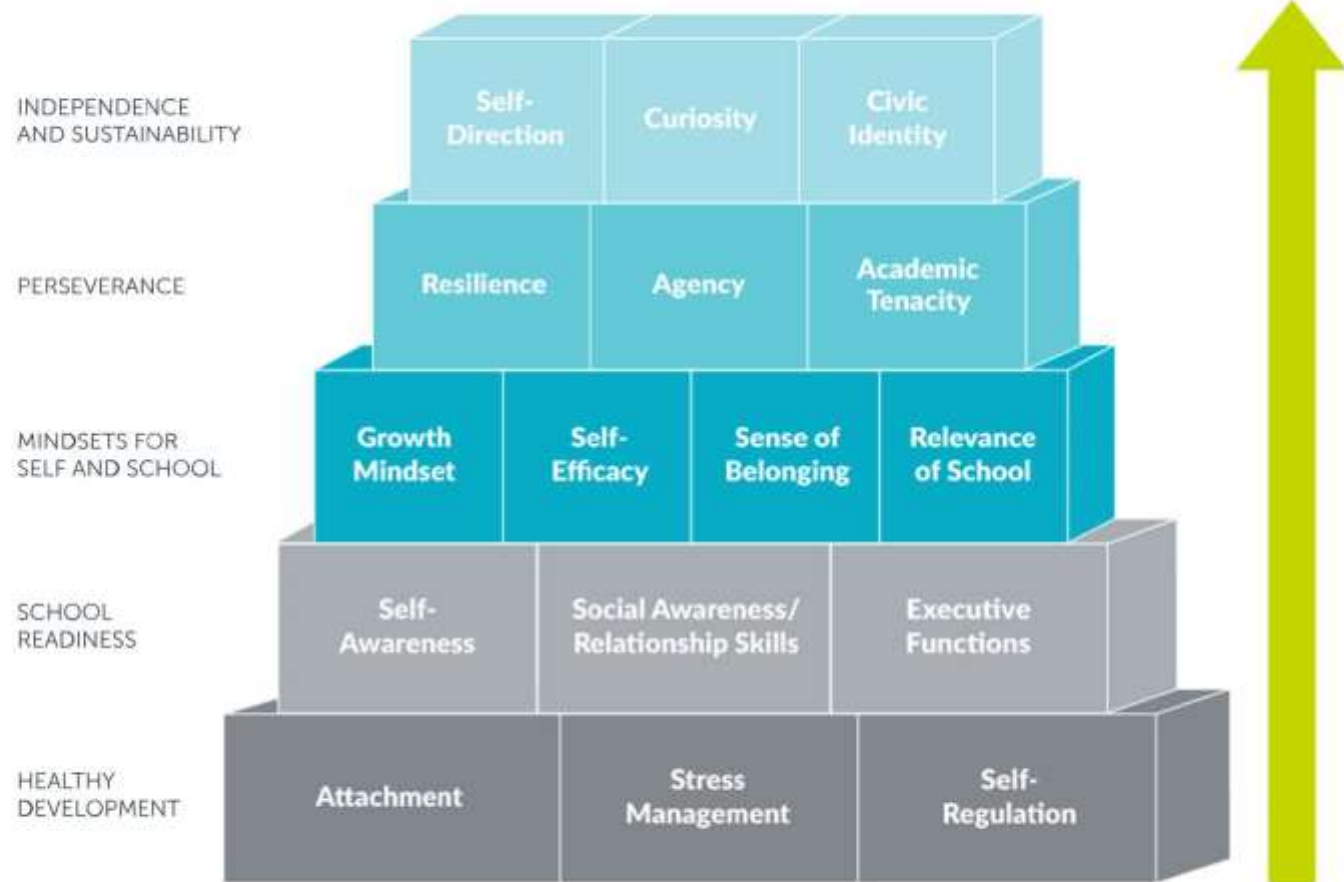 INDEPENDENCE
AND SUSTAINABILITY
Self-
Direction
Curiosity
Civic
Identity
PERSEVERANCE
Resilience
Agency
Academic
Tenacity
MINDSETS FOR
SELF AND SCHOOL
Growth
Mindset
Self-
Efficacy
Sense of
Belonging
Relevance
of School
SCHOOL
READINESS
Self-
Awareness
Social Awareness/
Relationship Skills
Executive
Functions
HEALTHY
DEVELOPMENT
Attachment
Stress
Management
Self-
Regulation